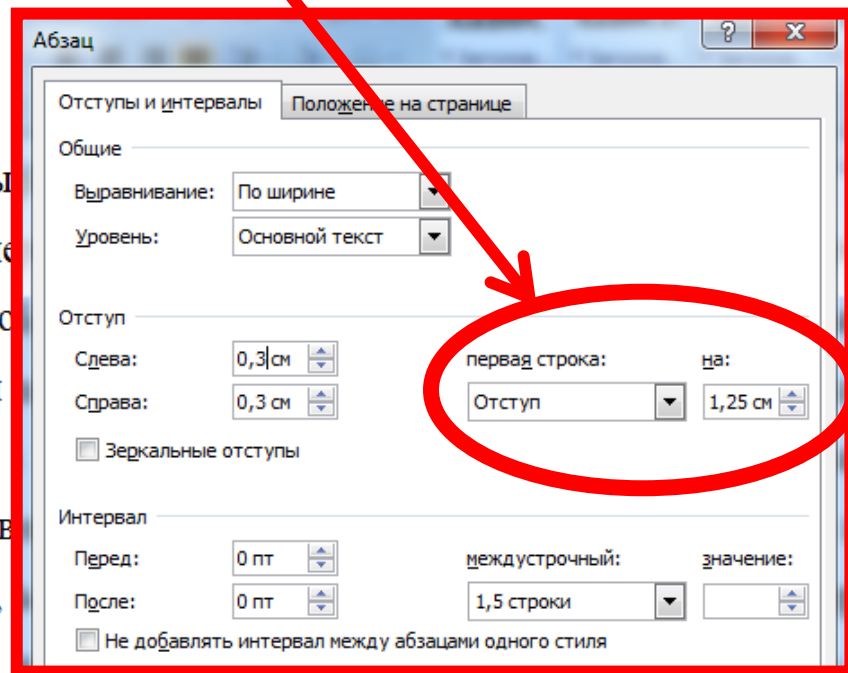 Абзац
Отступы и интервалы Положение на странице
Общие
Выравнивание: По ширине
Уровень: Основной текст
Отступ
Слева: 0,3 см первая строка: на:
Справа: 0,3 см Отступ 1,25 см
Зеркальные отступы
Интервал
Перед: 0 пт междустрочный: значение:
После: 0 пт 1,5 строки
Не добавлять интервал между абзацами одного стиля